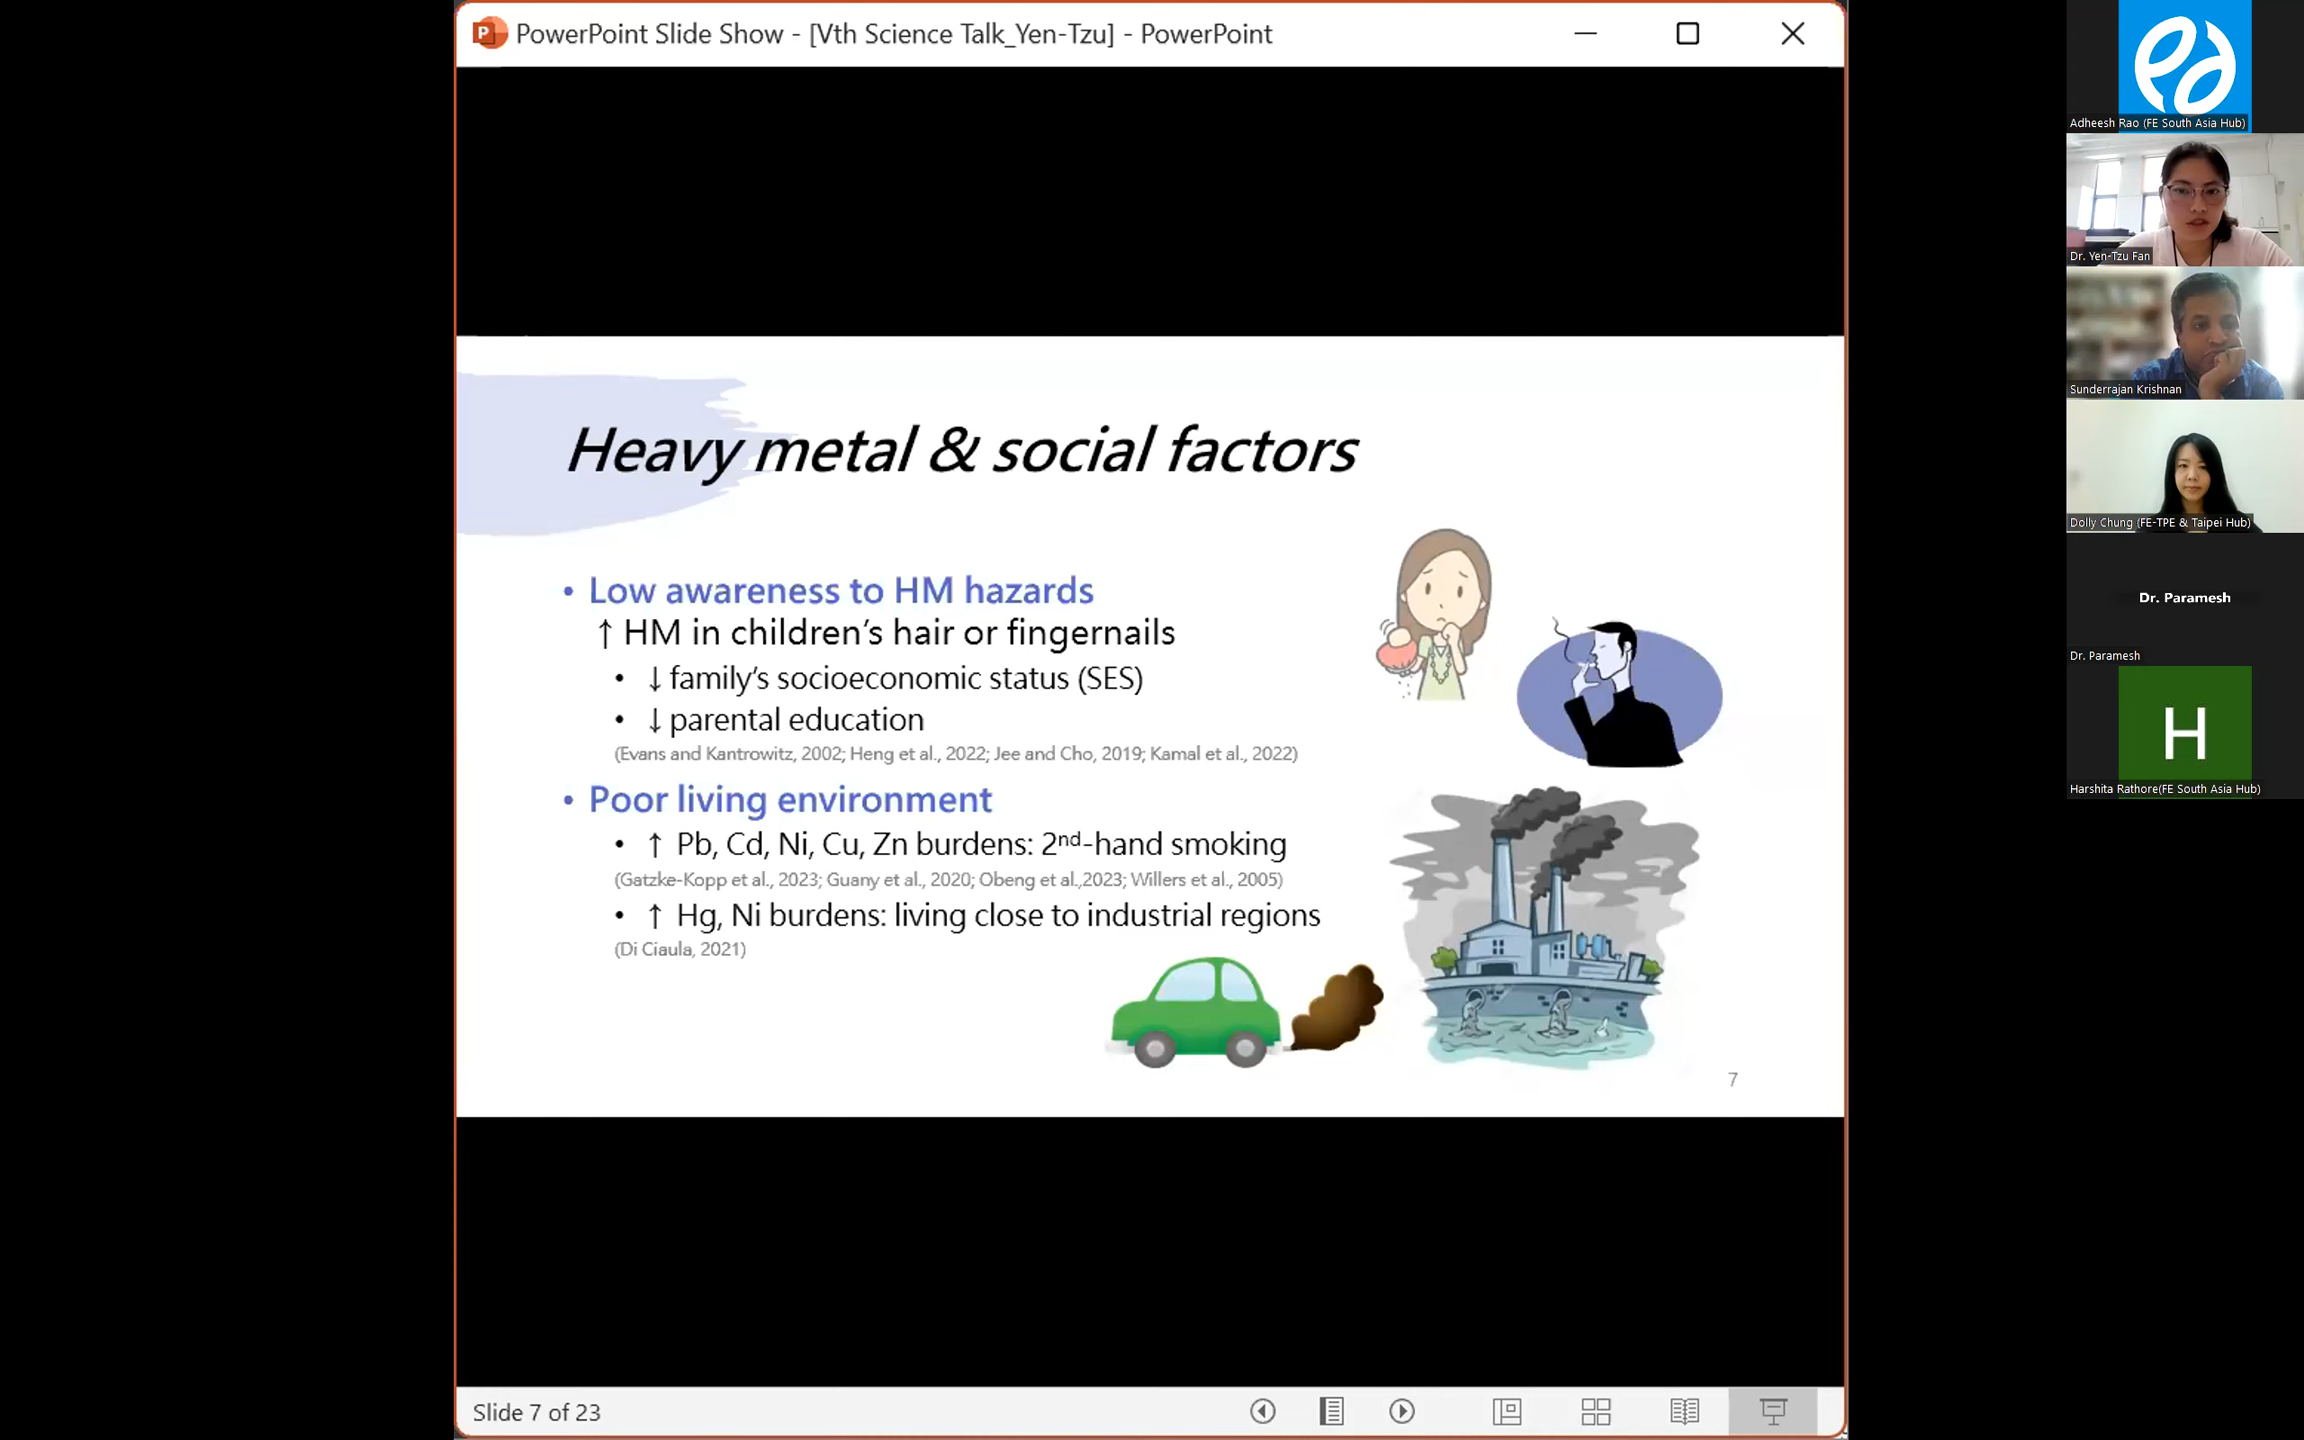 PowerPoint Slide Show - [Vth Science Talk_Yen-Tzu] - PowerPoint
Heavy metal & social factors
• Low awareness to HM hazards
↑ HM in children's hair or fingernails
• ↓ family's socioeconomic status (SES)
• ↓ parental education
(Evans and Kantrowitz, 2002; Heng et al., 2022; Jee and Cho, 2019; Kamal et al., 2022)
• Poor living environment
• ↑ Pb, Cd, Ni, Cu, Zn burdens: 2nd-hand smoking
(Gatzke-Kopp et al., 2023; Guany et al., 2020; Obeng et al.,2023; Willers et al., 2005)
• ↑ Hg, Ni burdens: living close to industrial regions
(Di Ciaula, 2021)
7
Slide 7 of 23
Adheesh Rao (FE South Asia Hub)
Dr. Yen-Tzu Fan
Sunderrajan Krishnan
Dolly Chung (FE-TPE & Taipei Hub)
Dr. Paramesh
Dr. Paramesh
H
Harshita Rathore(FE South Asia Hub)